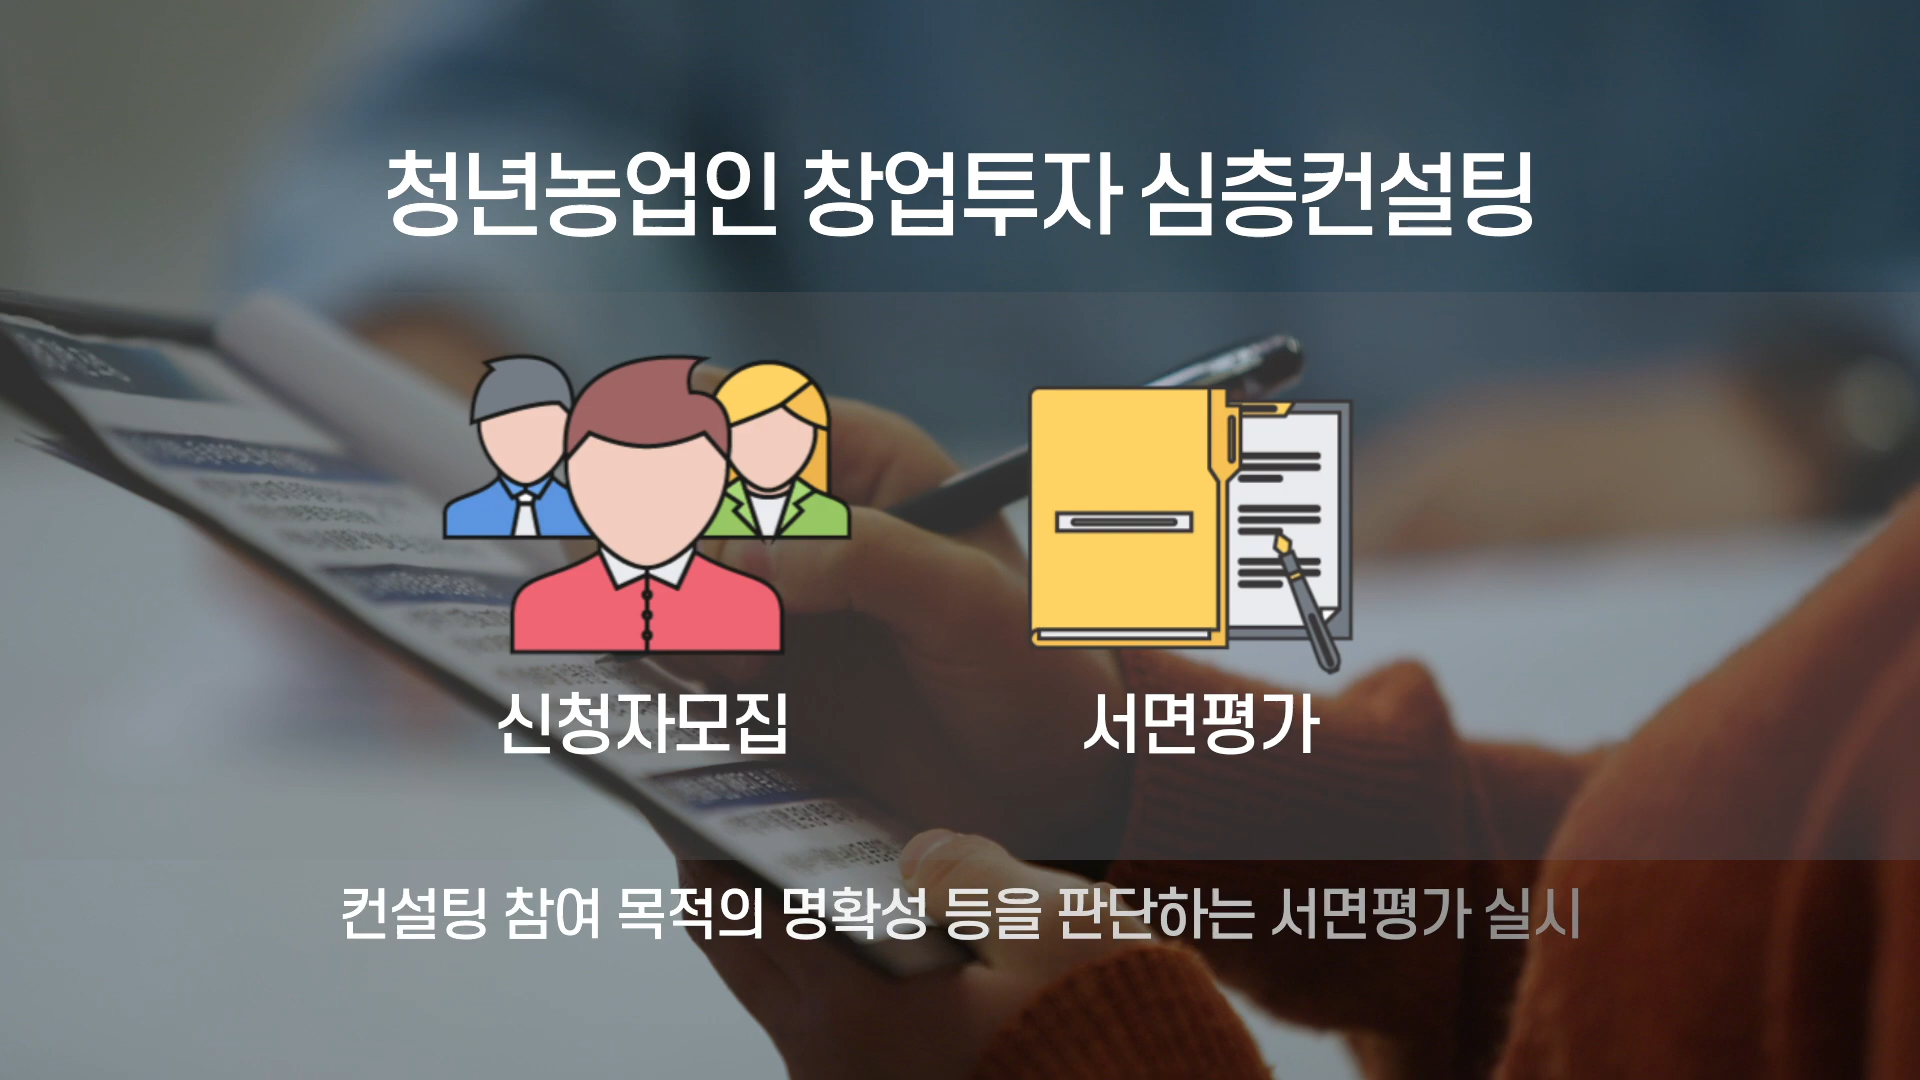 청년농업인 창업투자 심층컨설팅
신청자모집
서면평가
컨설팅 참여 목적의 명확성 등을 판단하는 서면평가 실시